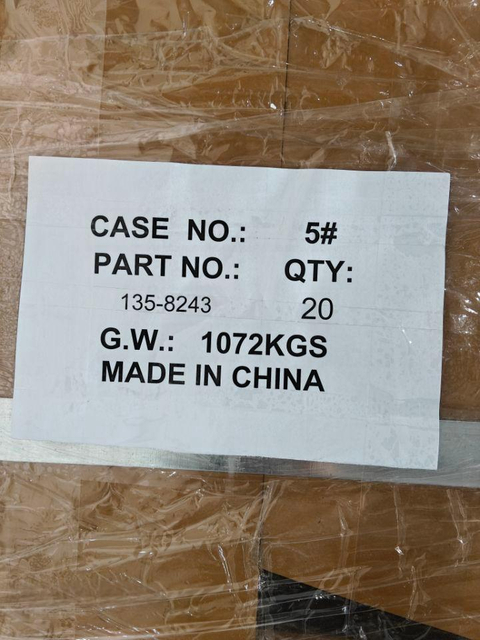 CASE NO.: 5#
PART NO.: QTY:
135-8243 20
G.W.: 1072KGS
MADE IN CHINA